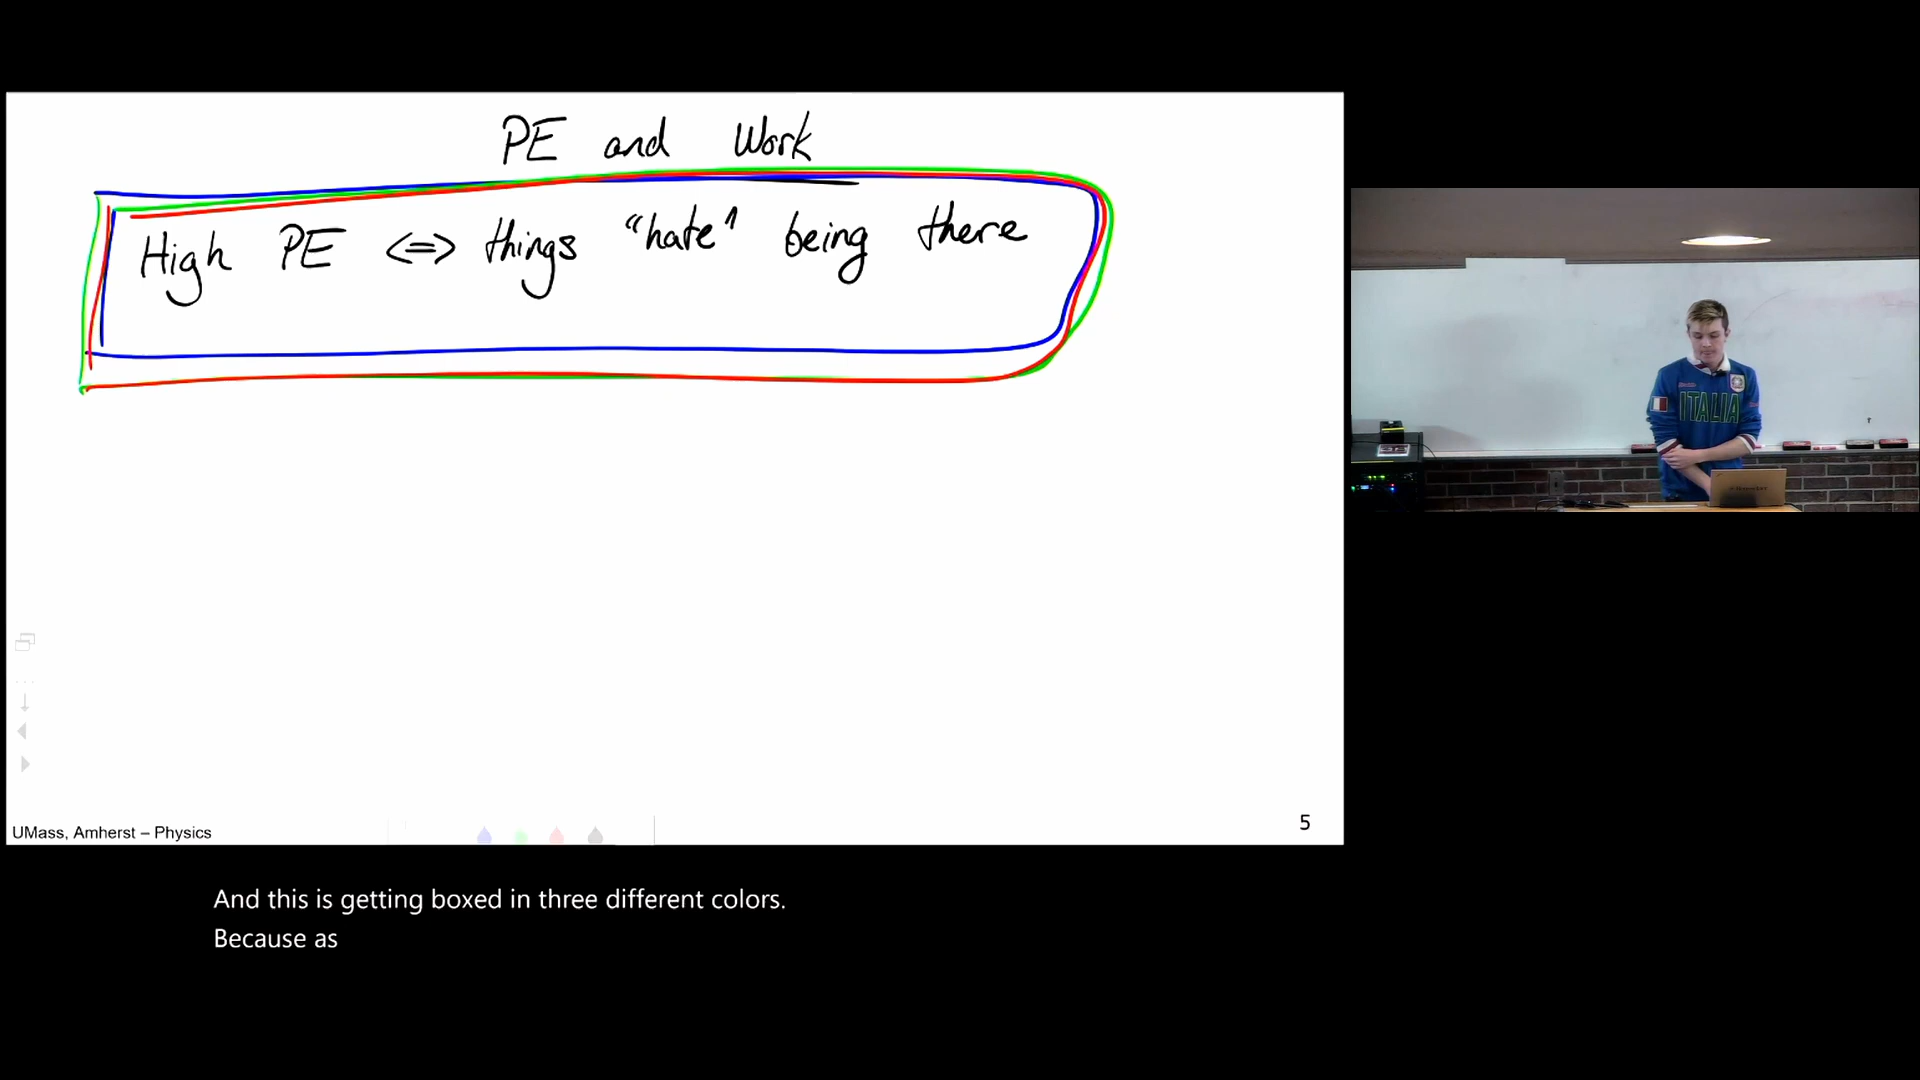 PE and Work
High PE <=> things "hate" being there
ITALIA
UMass, Amherst – Physics
5
And this is getting boxed in three different colors.
Because as